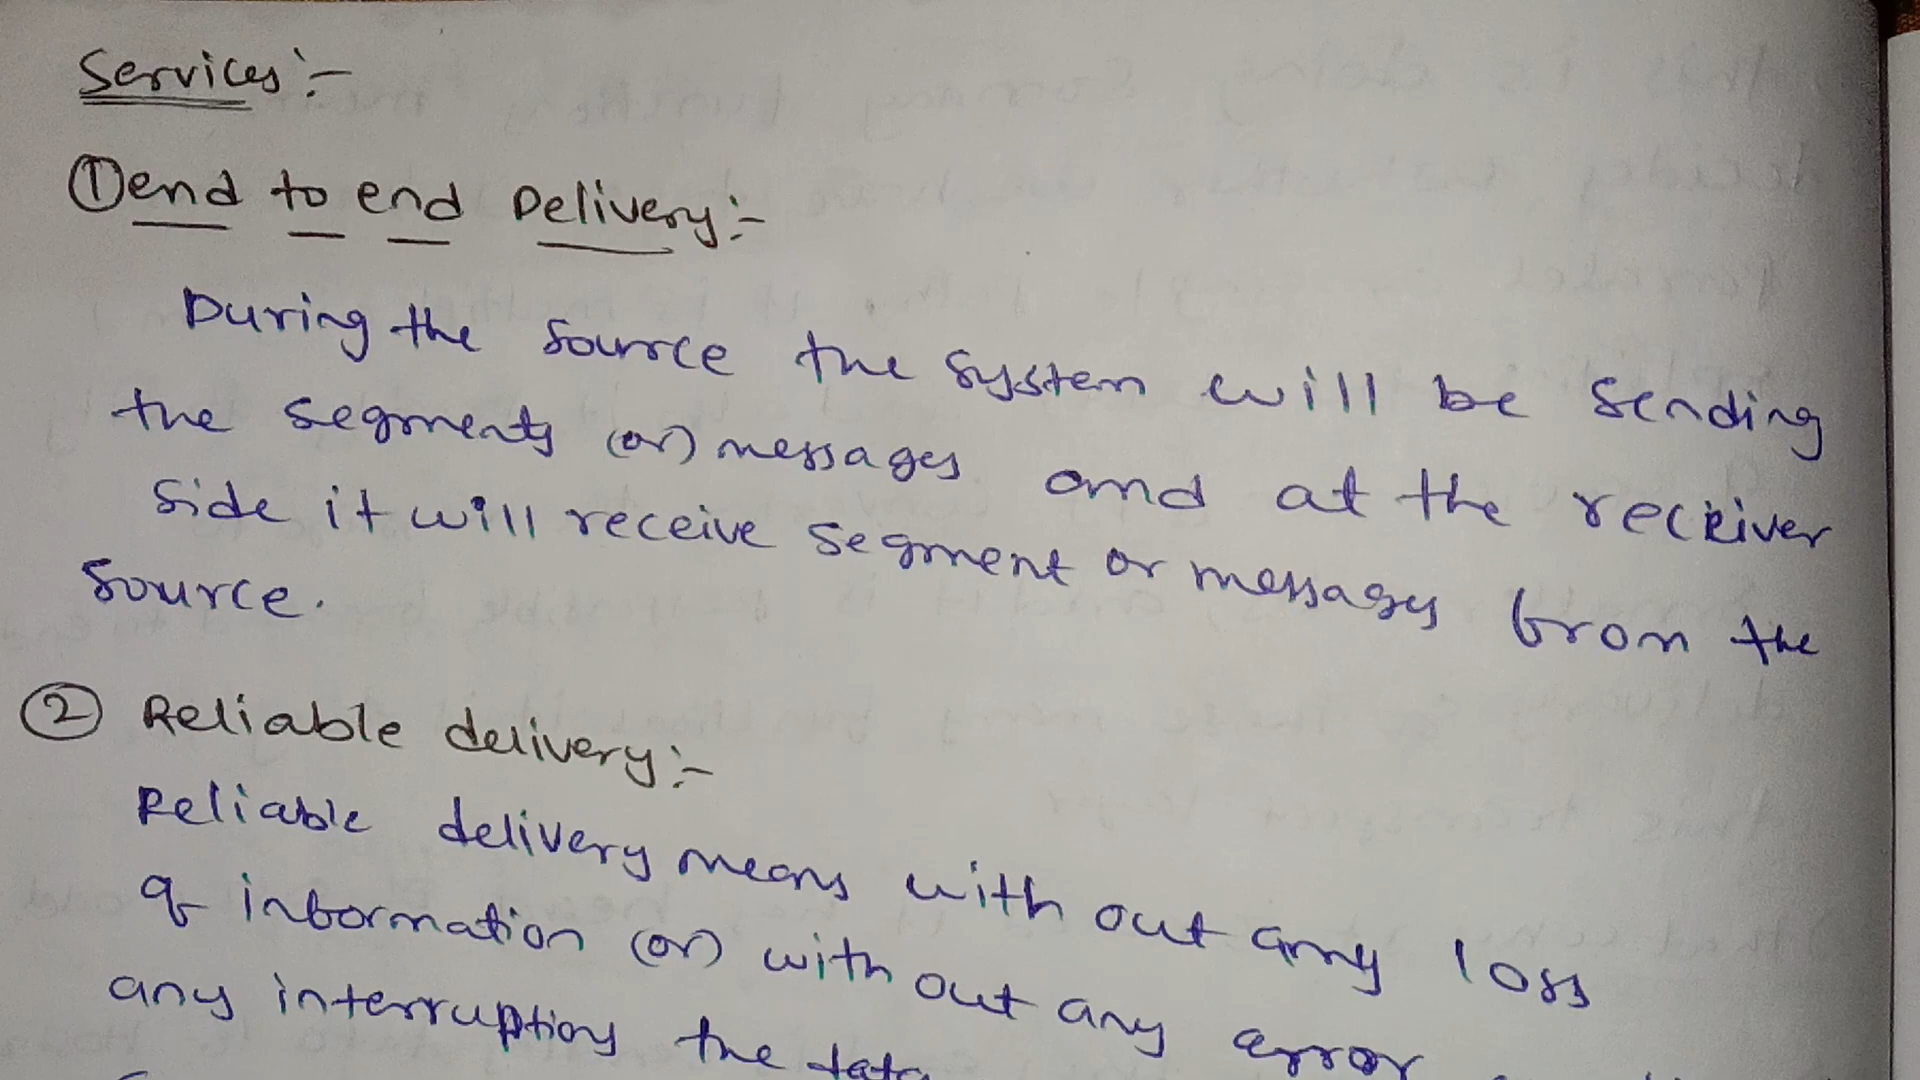 Services:-
① end to end Delivery:-
During the source the system will be sending
the segments (or) messages and at the receiver
side it will receive segment or messages from the
source.
② Reliable delivery:-
Reliable delivery means with out any loss
of information (or) with out any error
any interruptions the data